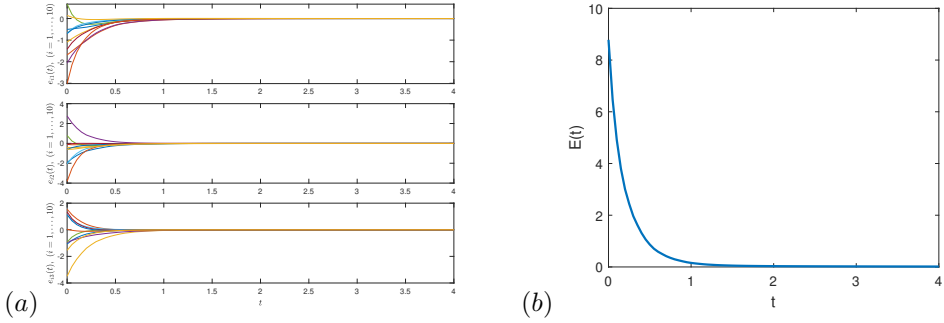 0
-1
-2
-3
0 0.5 1 1.5 2 2.5 3 3.5 4
e_{i1}(t), (i = 1, . . . , 10)
4
2
0
-2
-4
0 0.5 1 1.5 2 2.5 3 3.5 4
e_{i2}(t), (i = 1, . . . , 10)
2
0
-2
-4
0 0.5 1 1.5 2 2.5 3 3.5 4
e_{i3}(t), (i = 1, . . . , 10)
t
(a)
10
8
6
4
2
0
0 1 2 3 4
E(t)
t
(b)